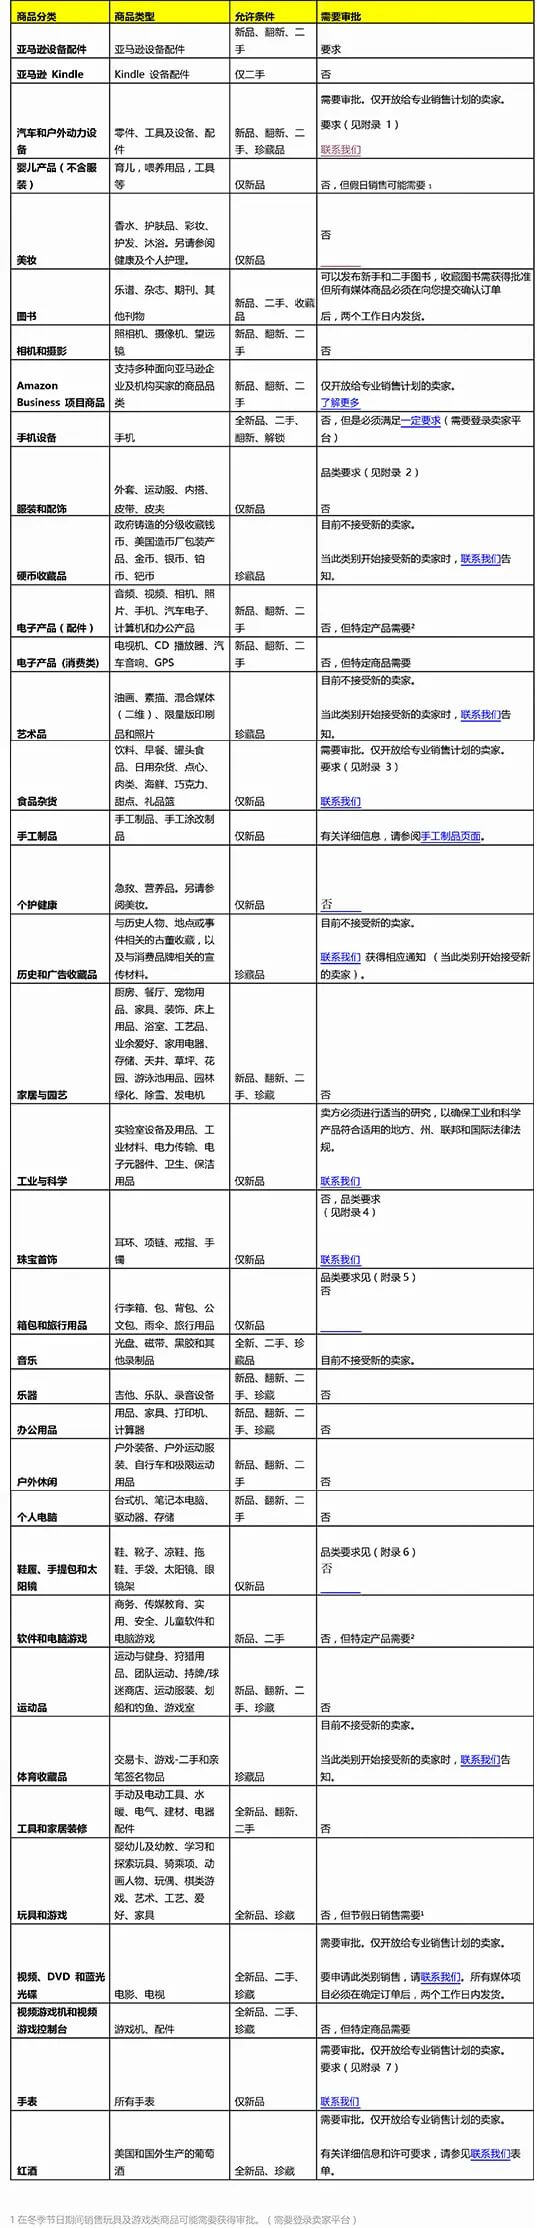 商品分类 商品类型 允许条件 需要审批
亚马逊设备配件 亚马逊设备配件 新品、翻新、二
手 要求
亚马逊 Kindle Kindle 设备配件 仅二手 否
汽车和户外动力设
备 零件、工具及设备、配
件 新品、翻新、二
手、珍藏品 需要审批。仅开放给专业销售计划的卖家。
要求（见附录 1）
联系我们
婴儿产品（不含服
装） 育儿，喂养用品，工具
等 仅新品 否，但假日销售可能需要 1
美妆 香水、护肤品、彩妆、
护发、沐浴。另请参阅
健康及个人护理。 仅新品 否
图书 乐谱、杂志、期刊、其
他刊物 新品、二手、收藏
品 可以发布新手和二手图书，收藏图书需获得批准
但所有媒体商品必须在向您提交确认订单
后，两个工作日内发货。
相机和摄影 照相机、摄像机、望远
镜 新品、翻新、二
手 否
Amazon
Business 项目商品 支持多种面向亚马逊企
业及机构买家的商品品
类 新品、翻新、二
手 仅开放给专业销售计划的卖家。
了解更多
手机设备 手机 全新品、二手、
翻新、解锁 否，但是必须满足一定要求（需要登录卖家平
台）
服装和配饰 外套、运动服、内搭、
皮带、皮夹 仅新品 品类要求（见附录 2）
否
硬币收藏品 政府铸造的分级收藏钱
币、美国造币厂包装产
品、金币、银币、铂
币、钯币 珍藏品 目前不接受新的卖家。
当此类别开始接受新的卖家时，联系我们告
知。
电子产品（配件） 音频、视频、相机、照
片、手机、汽车电子、
计算机和办公产品 新品、翻新、二
手 否，但特定产品需要²
电子产品 (消费类) 电视机、CD 播放器、汽
车音响、GPS 新品、翻新、二
手 否，但特定商品需要
艺术品 油画、素描、混合媒体
（二维）、限量版印刷
品和照片 珍藏品 目前不接受新的卖家。
当此类别开始接受新的卖家时，联系我们告
知。
食品杂货 饮料、早餐、罐头食
品、日用杂货、点心、
肉类、海鲜、巧克力、
甜点、礼品篮 仅新品 需要审批。仅开放给专业销售计划的卖家。
要求（见附录 3）
联系我们
手工制品 手工制品、手工涂改制
品 仅新品 有关详细信息，请参阅手工制品页面。
个护健康 急救、营养品。另请参
阅美妆。 仅新品 否
历史和广告收藏品 与历史人物、地点或事
件相关的古董收藏，以
及与消费品牌相关的宣
传材料。 珍藏品 目前不接受新的卖家。
联系我们 获得相应通知 （当此类别开始接受新
的卖家）。
家居与园艺 厨房、餐厅、宠物用
品、家具、装饰、床上
用品、浴室、工艺品、
业余爱好、家用电器、
存储、天井、草坪、花
园、游泳池用品、园林
绿化、除雪、发电机 新品、翻新、二
手、珍藏 否
工业与科学 实验室设备及用品、工
业材料、电力传输、电
子元器件、卫生、保洁
用品 仅新品 卖方必须进行适当的研究，以确保工业和科学
产品符合适用的地方、州、联邦和国际法律法
规。
联系我们
珠宝首饰 耳环、项链、戒指、手
镯 仅新品 否，品类要求
（见附录４）
联系我们
箱包和旅行用品 行李箱、包、背包、公
文包、雨伞、旅行用品 仅新品 品类要求见（附录５）
否
音乐 光盘、磁带、黑胶和其
他录制品 全新、二手、珍
藏品 目前不接受新的卖家。
乐器 吉他、乐队、录音设备 新品、翻新、二
手、珍藏 否
办公用品 用品、家具、打印机、
计算器 新品、翻新、二
手、珍藏 否
户外休闲 户外装备、户外运动服
装、自行车和极限运动
用品 新品、翻新、二
手 否
个人电脑 台式机、笔记本电脑、
驱动器、存储 新品、翻新、二
手 否
鞋履、手提包和太
阳镜 鞋、靴子、凉鞋、拖
鞋、手袋、太阳镜、眼
镜架 仅新品 品类要求见（附录６）
否
软件和电脑游戏 商务、传媒教育、实
用、安全、儿童软件和
电脑游戏 新品、二手 否，但特定产品需要²
运动品 运动与健身、狩猎用
品、团队运动、持牌/球
迷商店、运动服装、划
船和钓鱼、游戏室 新品、翻新、二
手、珍藏 否
体育收藏品 交易卡、游戏-二手和亲
笔签名物品 珍藏品 目前不接受新的卖家。
当此类别开始接受新的卖家时，联系我们告
知。
工具和家居装修 手动及电动工具、水
暖、电气、建材、电器
配件 全新品、翻新、
二手 否
玩具和游戏 婴幼儿及幼教、学习和
探索玩具、骑乘项、动
画人物、玩偶、棋类游
戏、艺术、工艺、爱
好、家具 全新品、珍藏 否，但节假日销售需要¹
视频、DVD 和蓝光
光碟 电影、电视 全新品、二手、
珍藏 需要审批。仅开放给专业销售计划的卖家。
要申请此类别销售，请联系我们。所有媒体项
目必须在确定订单后，两个工作日内发货。
视频游戏机和视频
游戏控制台 游戏机、配件 全新品、二手、
珍藏 否，但特定商品需要
手表 所有手表 仅新品 需要审批。仅开放给专业销售计划的卖家。
要求（见附录 7）
联系我们
红酒 美国和国外生产的葡萄
酒 全新品、珍藏 需要审批。仅开放给专业销售计划的卖家。
有关详细信息和许可要求，请参见联系我们表
单。
1 在冬季节日期间销售玩具及游戏类商品可能需要获得审批。（需要登录卖家平台）